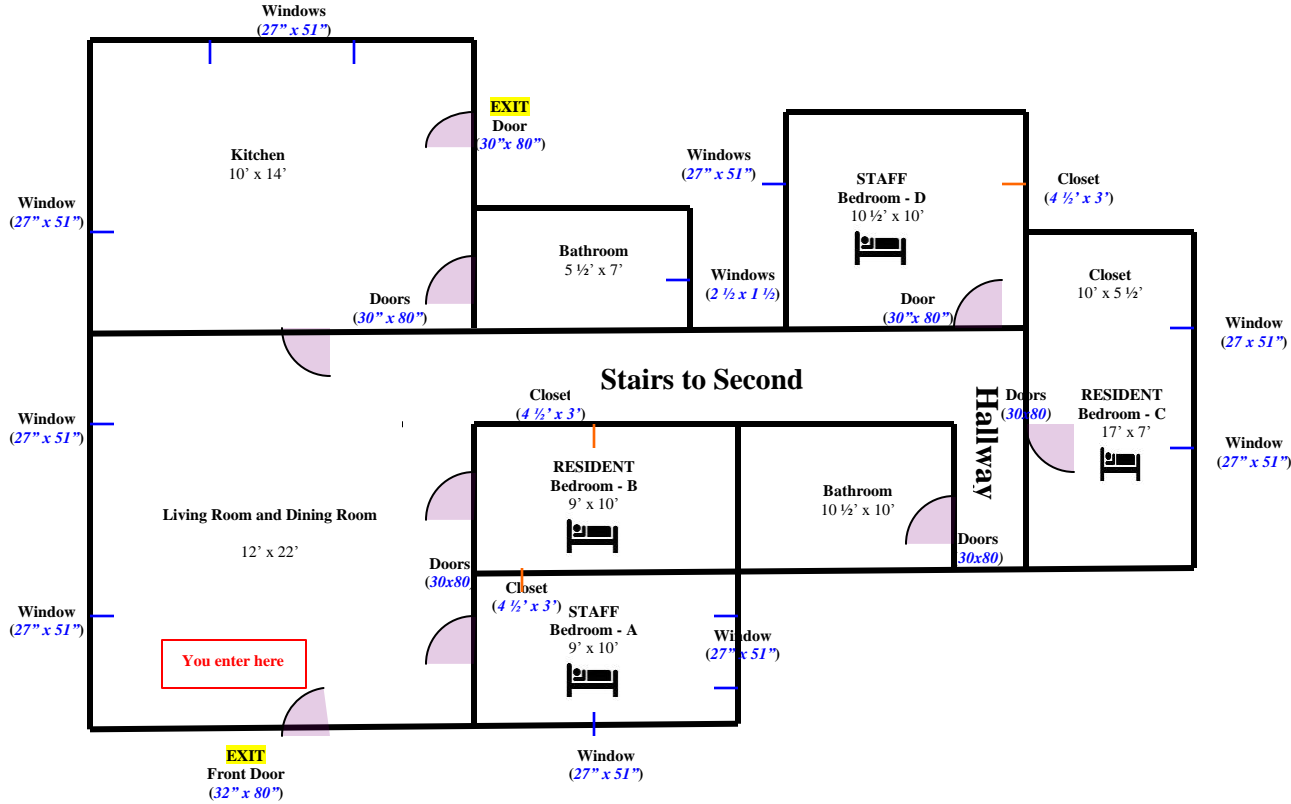 Windows
(27” x 51”)
EXIT
Door
(30”x 80”)
Kitchen
10’ x 14’
Windows
(27” x 51”)
STAFF
Bedroom - D
10 ½’ x 10’
Closet
(4 ½’ x 3’)
Window
(27” x 51”)
Bathroom
5 ½’ x 7’
Windows
(2 ½ x 1 ½)
Closet
10’ x 5 ½’
Doors
(30” x 80”)
Door
(30”x 80”)
Window
(27 x 51”)
Stairs to Second
Hallway
Closet
(4 ½’ x 3’)
Doors
(30x80)
RESIDENT
Bedroom - C
17’ x 7’
Window
(27” x 51”)
Window
(27” x 51”)
RESIDENT
Bedroom - B
9’ x 10’
Bathroom
10 ½’ x 10’
Living Room and Dining Room
12’ x 22’
Doors
(30x80)
Doors
30x80)
Closet
(4 ½’ x 3’)
STAFF
Bedroom - A
9’ x 10’
Window
(27” x 51”)
Window
(27” x 51”)
You enter here
EXIT
Front Door
(32” x 80”)
Window
(27” x 51”)